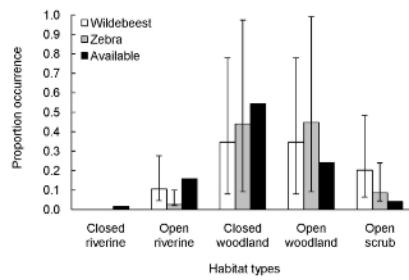 1.0
Wildebeest
0.9
Zebra
0.8
Available
0.7
0.6
0.5
0.4
0.3
0.2
0.1
0.0
Proportion occurrence
Closed riverine
Open riverine
Closed woodland
Open woodland
Open scrub
Habitat types